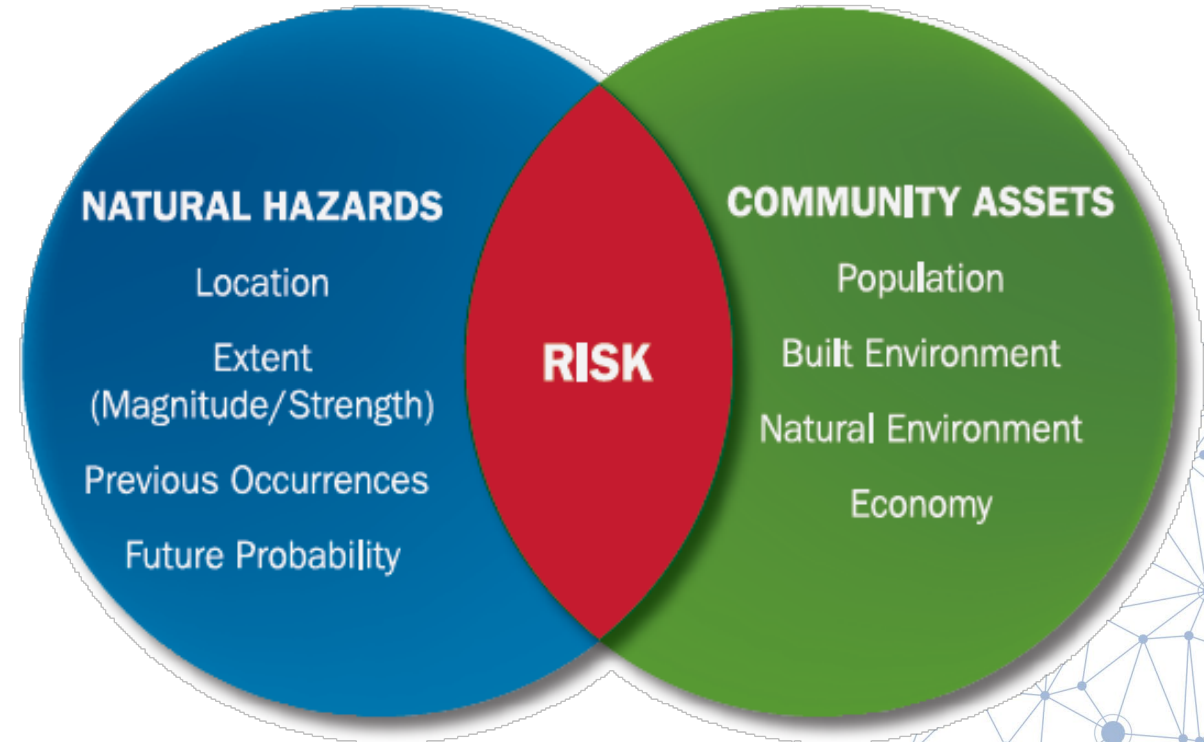 NATURAL HAZARDS
Location
Extent
(Magnitude/Strength)
Previous Occurrences
Future Probability
RISK
COMMUNITY ASSETS
Population
Built Environment
Natural Environment
Economy